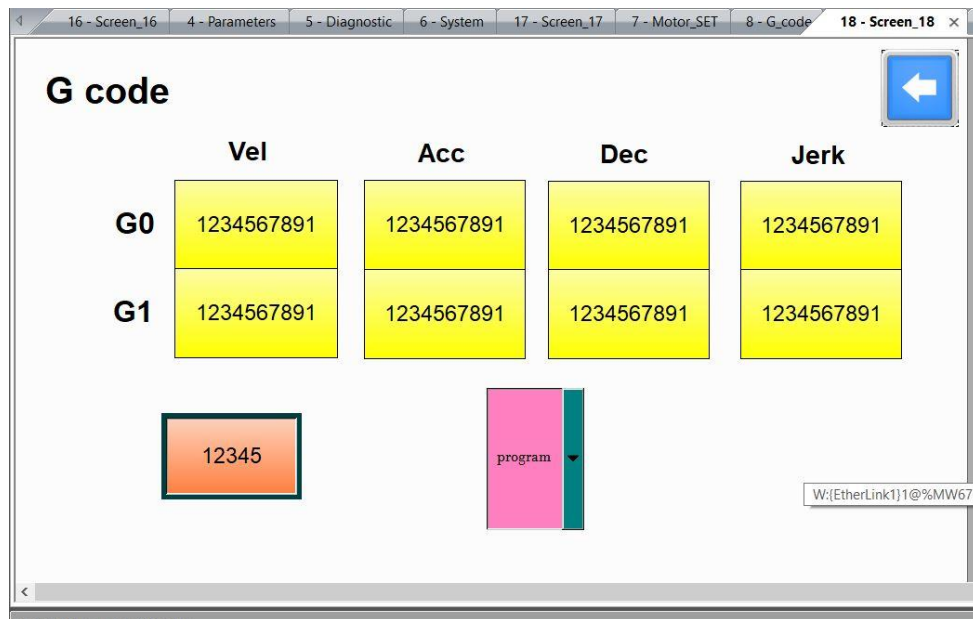 16 - Screen_16 4 - Parameters 5 - Diagnostic 6 - System 17 - Screen_17 7 - Motor_SET 8 - G_code 18 - Screen_18
G code
Vel Acc Dec Jerk
G0 1234567891 1234567891 1234567891 1234567891
G1 1234567891 1234567891 1234567891 1234567891
12345
program
W:{EtherLink1}1@%MW67